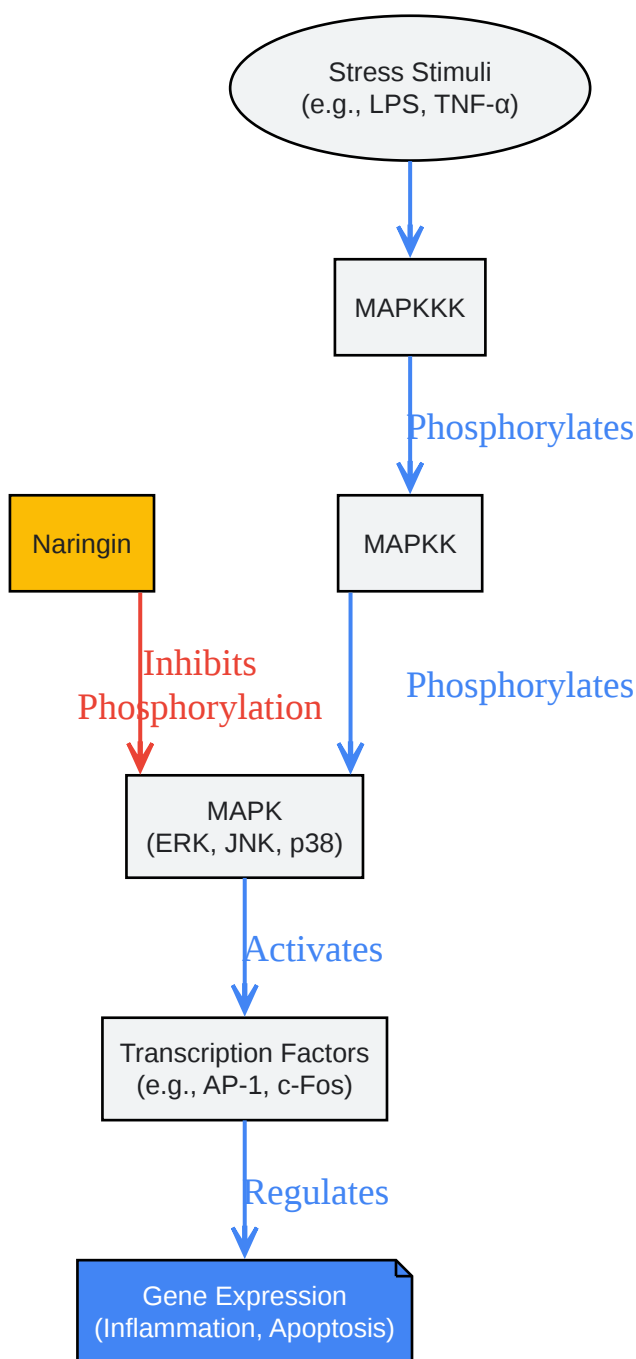 Stress Stimuli
(e.g., LPS, TNF-α)
MAPKKK
Phosphorylates
Naringin
MAPKK
Inhibits
Phosphorylation
Phosphorylates
MAPK
(ERK, JNK, p38)
Activates
Transcription Factors
(e.g., AP-1, c-Fos)
Regulates
Gene Expression
(Inflammation, Apoptosis)